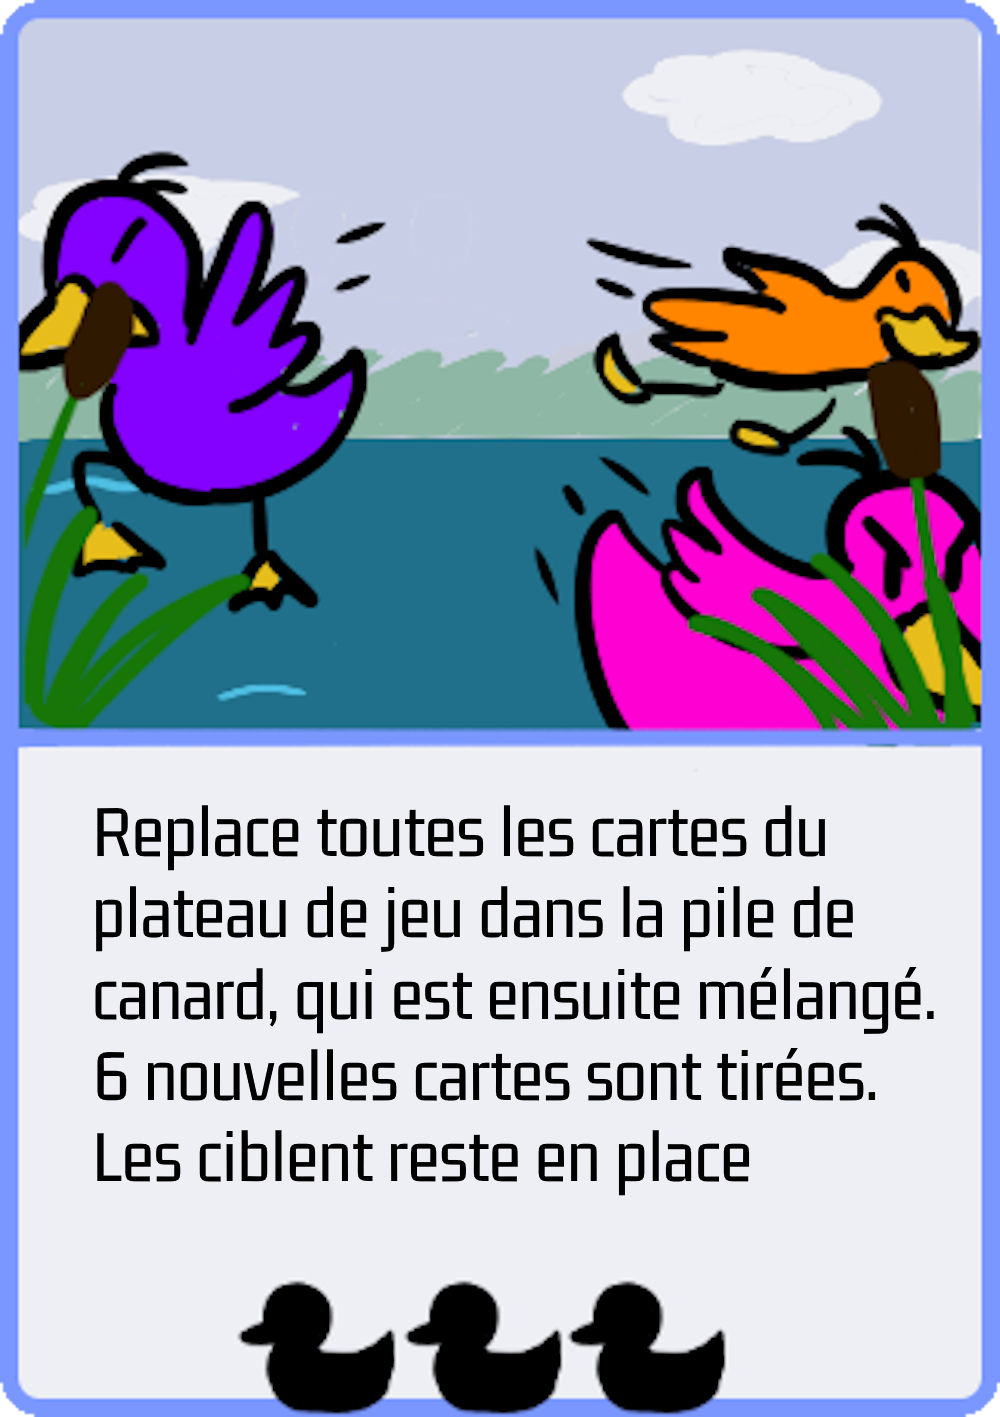 Replace toutes les cartes du
plateau de jeu dans la pile de
canard, qui est ensuite mélangé.
6 nouvelles cartes sont tirées.
Les ciblent reste en place